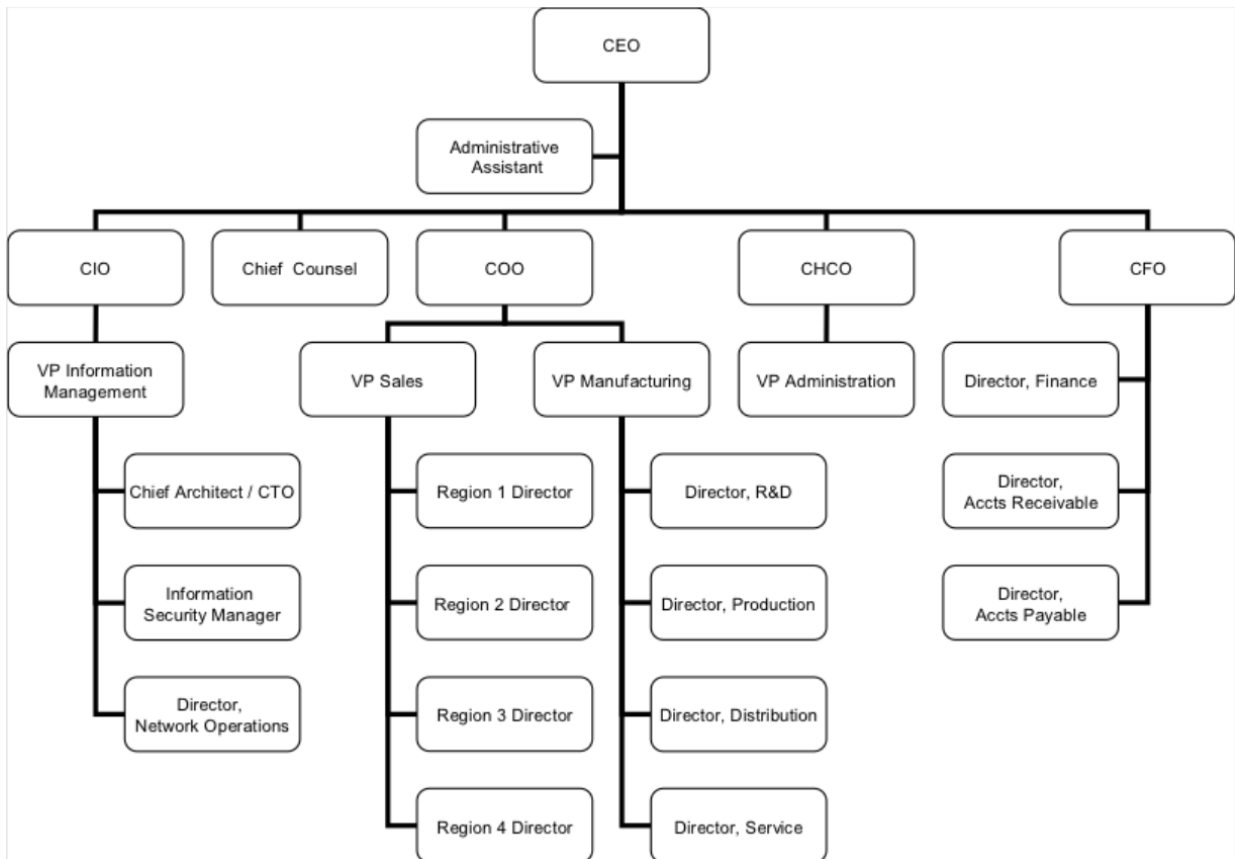 CEO
Administrative
Assistant
CIO
Chief Counsel
COO
CHCO
CFO
VP Information
Management
VP Sales
VP Manufacturing
VP Administration
Director, Finance
Chief Architect / CTO
Region 1 Director
Director, R&D
Director,
Accts Receivable
Information
Security Manager
Region 2 Director
Director, Production
Director,
Accts Payable
Director,
Network Operations
Region 3 Director
Director, Distribution
Region 4 Director
Director, Service